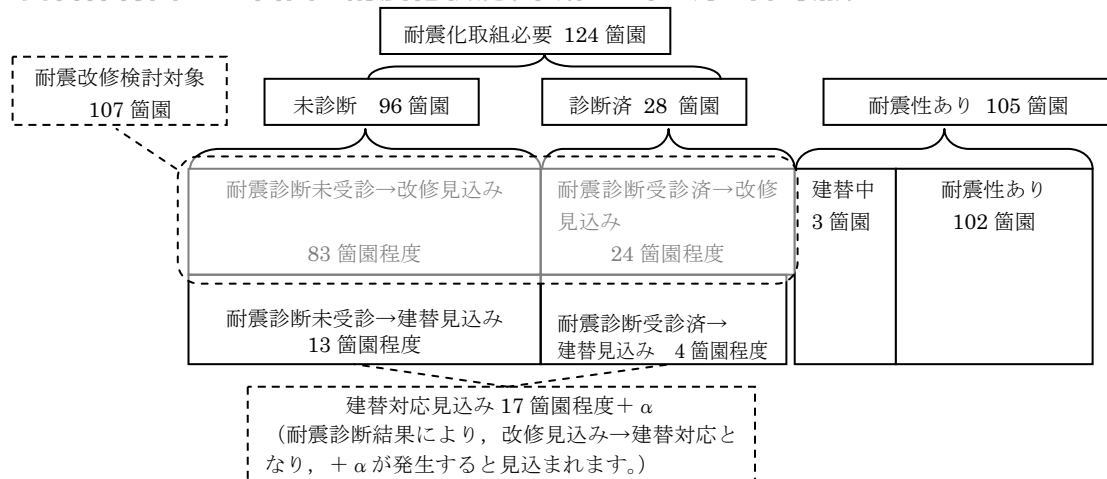 耐震化取組必要 124 箇園
耐震改修検討対象
107 箇園
未診断 96 箇園
診断済 28 箇園
耐震性あり 105 箇園
耐震診断未受診→改修見込み
83 箇園程度
耐震診断受診済→改修
見込み
24 箇園程度
建替中
3 箇園
耐震性あり
102 箇園
耐震診断未受診→建替見込み
13 箇園程度
耐震診断受診済→
建替見込み 4 箇園程度
建替対応見込み 17 箇園程度+α
(耐震診断結果により,改修見込み→建替対応と
なり,+αが発生すると見込まれます。)